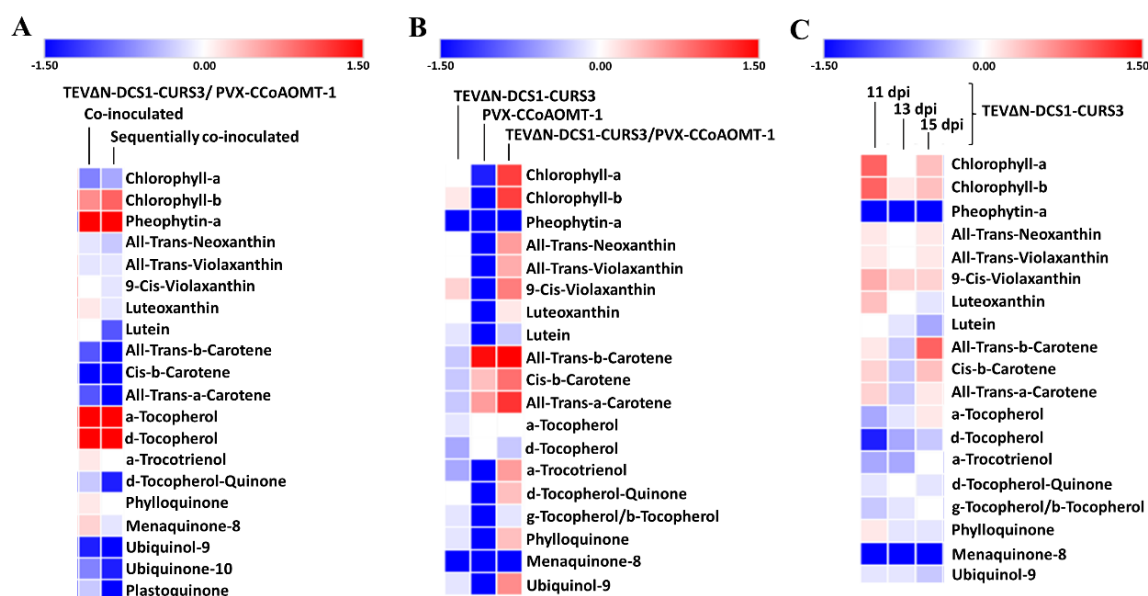 A
-1.50 0.00 1.50
TEVΔN-DCS1-CURS3/ PVX-CCoAOMT-1
Co-inoculated
Sequentially co-inoculated
Chlorophyll-a
Chlorophyll-b
Pheophytin-a
All-Trans-Neoxanthin
All-Trans-Violaxanthin
9-Cis-Violaxanthin
Luteoxanthin
Lutein
All-Trans-b-Carotene
Cis-b-Carotene
All-Trans-a-Carotene
a-Tocopherol
d-Tocopherol
a-Trocotrienol
d-Tocopherol-Quinone
Phylloquinone
Menaquinone-8
Ubiquinol-9
Ubiquinone-10
Plastoquinone
B
-1.50 0.00 1.50
TEVΔN-DCS1-CURS3
PVX-CCoAOMT-1
TEVΔN-DCS1-CURS3/PVX-CCoAOMT-1
Chlorophyll-a
Chlorophyll-b
Pheophytin-a
All-Trans-Neoxanthin
All-Trans-Violaxanthin
9-Cis-Violaxanthin
Luteoxanthin
Lutein
All-Trans-b-Carotene
Cis-b-Carotene
All-Trans-a-Carotene
a-Tocopherol
d-Tocopherol
a-Trocotrienol
d-Tocopherol-Quinone
g-Tocopherol/b-Tocopherol
Phylloquinone
Menaquinone-8
Ubiquinol-9
C
-1.50 0.00 1.50
11 dpi
13 dpi
15 dpi
TEVΔN-DCS1-CURS3
Chlorophyll-a
Chlorophyll-b
Pheophytin-a
All-Trans-Neoxanthin
All-Trans-Violaxanthin
9-Cis-Violaxanthin
Luteoxanthin
Lutein
All-Trans-b-Carotene
Cis-b-Carotene
All-Trans-a-Carotene
a-Tocopherol
d-Tocopherol
a-Trocotrienol
d-Tocopherol-Quinone
g-Tocopherol/b-Tocopherol
Phylloquinone
Menaquinone-8
Ubiquinol-9